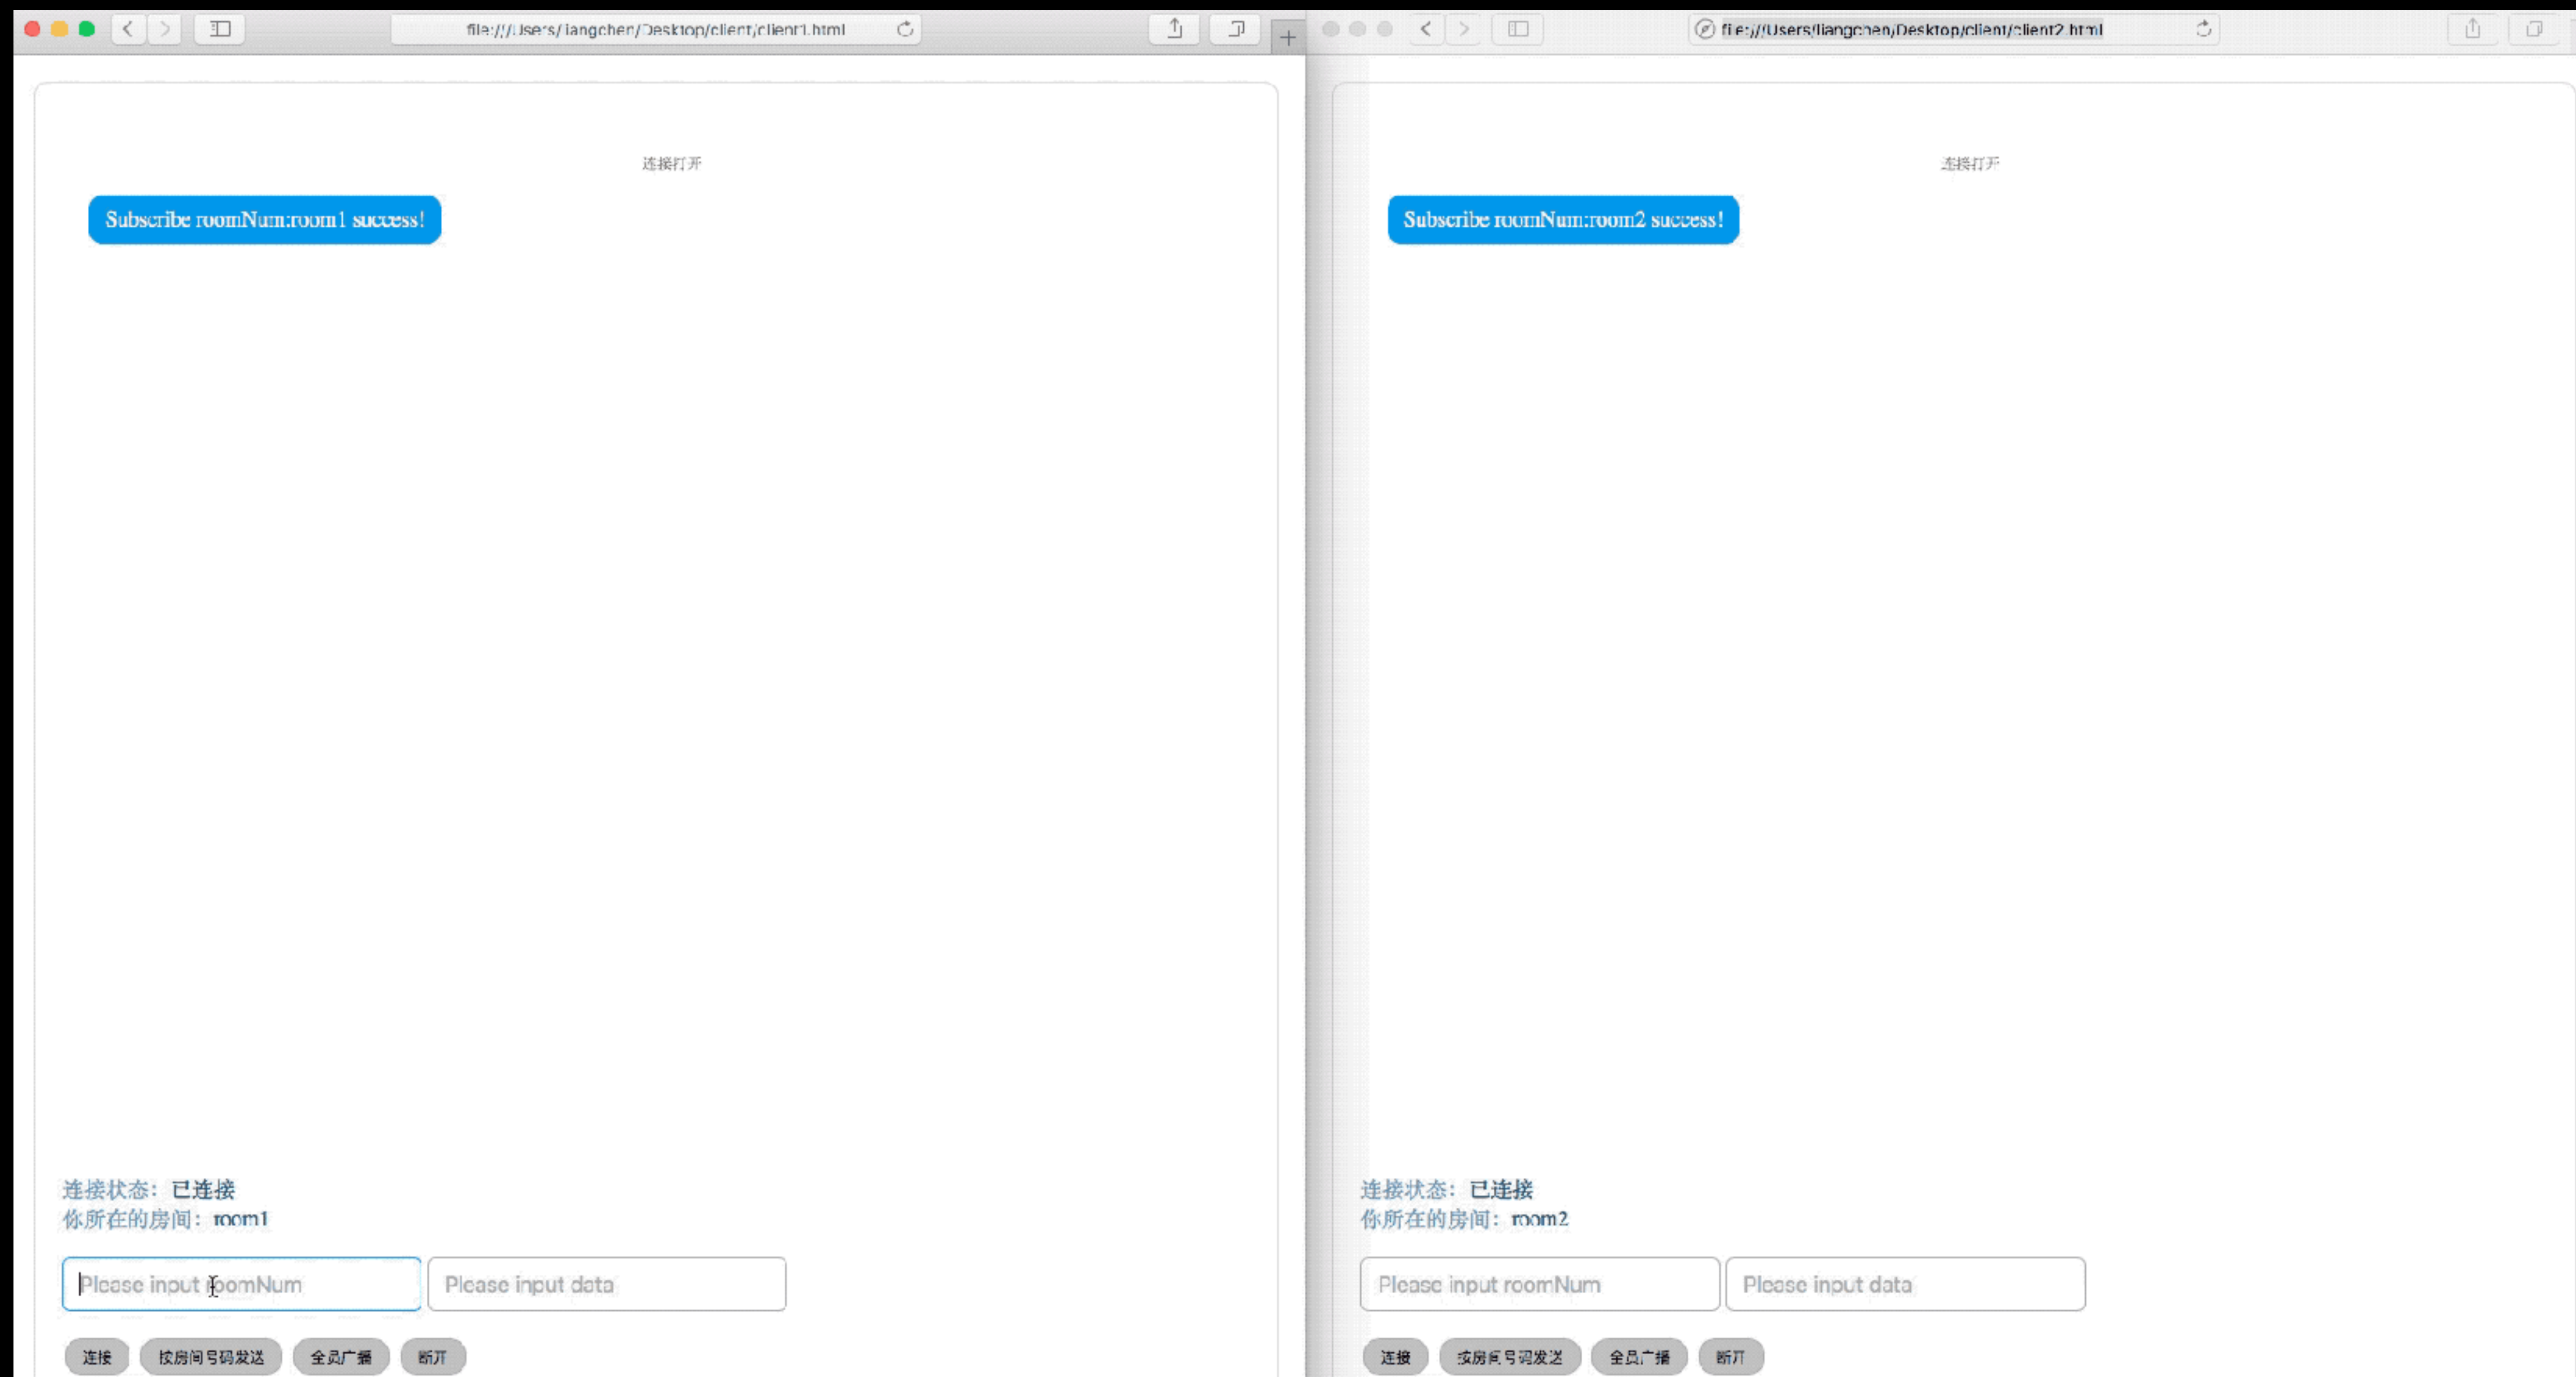 file:///Users/liangchen/Desktop/client/client1.html
连接打开
Subscribe roomNum:room1 success!
连接状态：已连接
你所在的房间：room1
Please input roomNum
Please input data
连接
按房间号码发送
全员广播
断开
file:///Users/liangchen/Desktop/client/client2.html
连接打开
Subscribe roomNum:room2 success!
连接状态：已连接
你所在的房间：room2
Please input roomNum
Please input data
连接
按房间号码发送
全员广播
断开